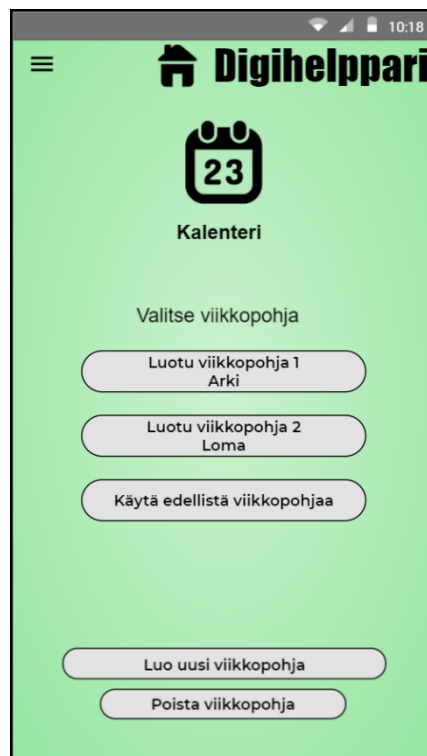 10:18
Digihelppari
23
Kalenteri
Valitse viikkopohja
Luotu viikkopohja 1
Arki
Luotu viikkopohja 2
Loma
Käytä edellistä viikkopohjaa
Luo uusi viikkopohja
Poista viikkopohja